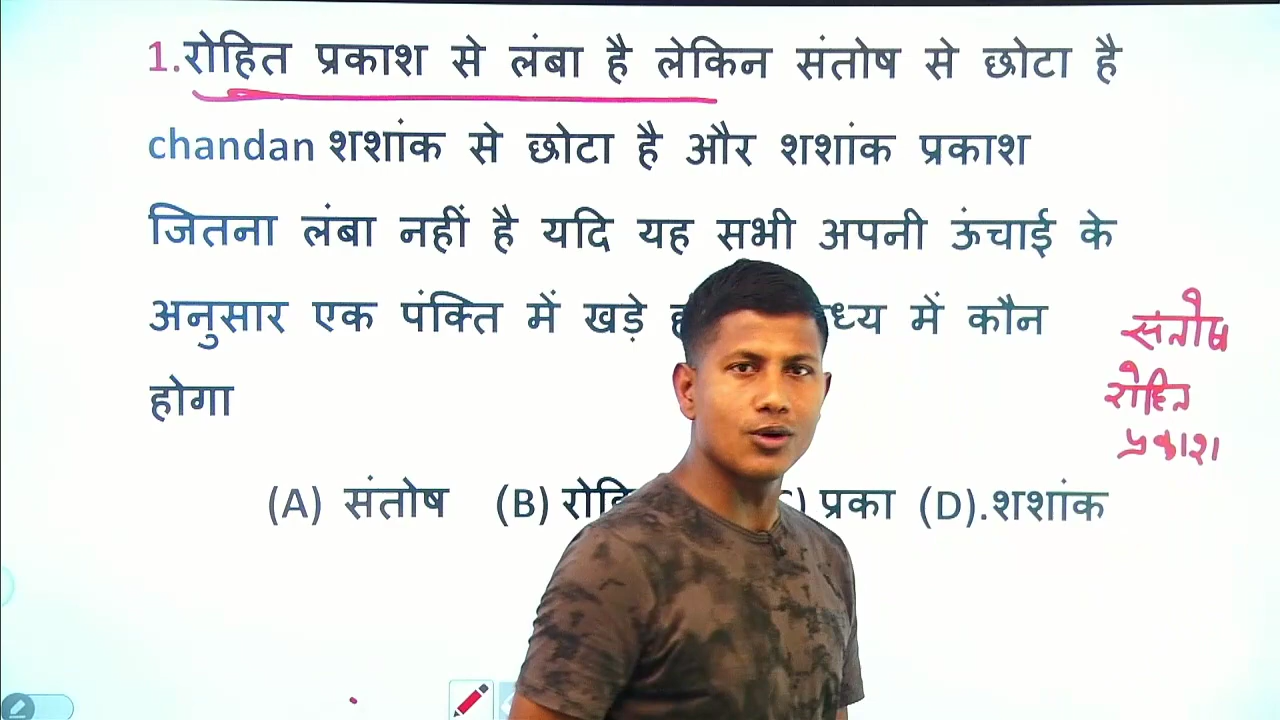 1.रोहित प्रकाश से लंबा है लेकिन संतोष से छोटा है
chandan शशांक से छोटा है और शशांक प्रकाश
जितना लंबा नहीं है यदि यह सभी अपनी ऊंचाई के
अनुसार एक पंक्ति में खड़े में कौन
होगा
(A) संतोष (B) प्रका (D).शशांक
संतोष
रोहित
प्रकाश